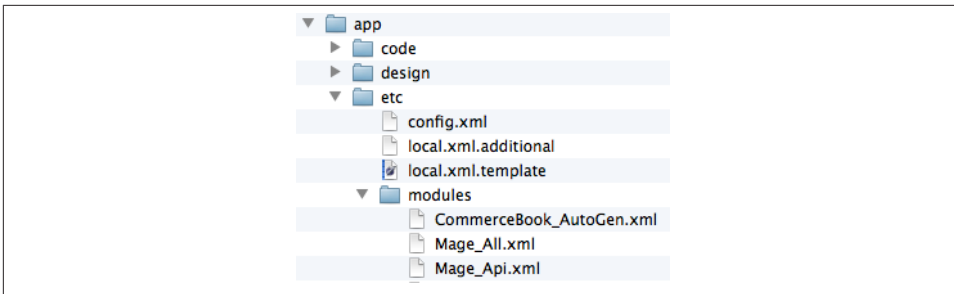 app
code
design
etc
config.xml
local.xml.additional
local.xml.template
modules
CommerceBook_AutoGen.xml
Mage_All.xml
Mage_Api.xml